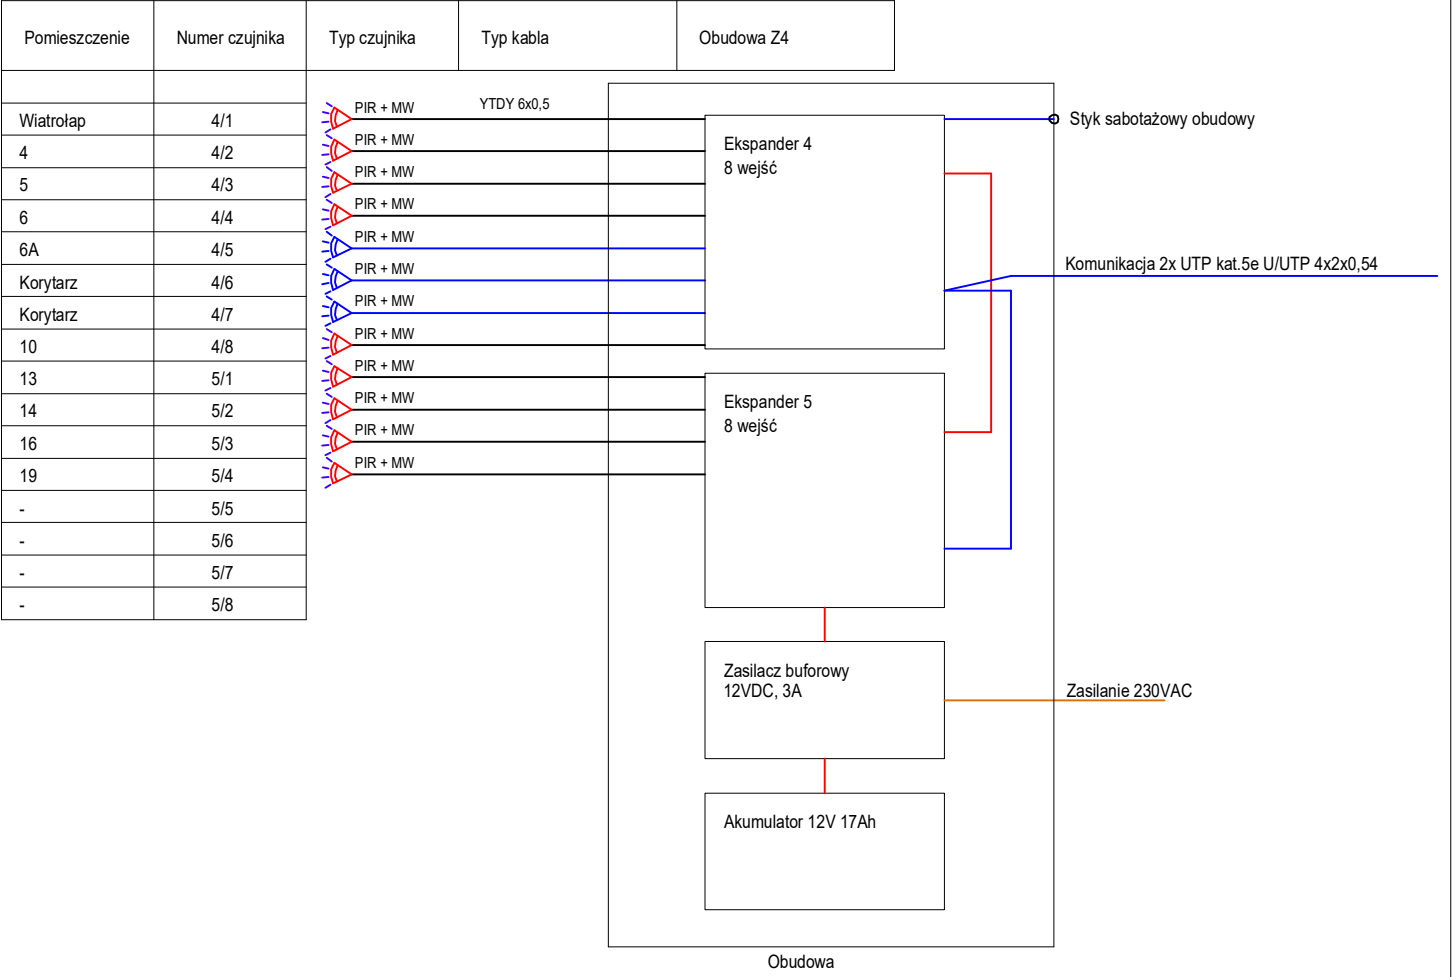 Pomieszczenie Numer czujnika Typ czujnika Typ kabla Obudowa Z4
Wiatrołap 4/1 PIR + MW YTDY 6x0,5
4 4/2 PIR + MW
5 4/3 PIR + MW
6 4/4 PIR + MW
6A 4/5 PIR + MW
Korytarz 4/6 PIR + MW
Korytarz 4/7 PIR + MW
10 4/8 PIR + MW
13 5/1 PIR + MW
14 5/2 PIR + MW
16 5/3 PIR + MW
19 5/4 PIR + MW
- 5/5
- 5/6
- 5/7
- 5/8
Ekspander 4
8 wejść
Styk sabotażowy obudowy
Komunikacja 2x UTP kat.5e U/UTP 4x2x0,54
Ekspander 5
8 wejść
Zasilacz buforowy
12VDC, 3A
Zasilanie 230VAC
Akumulator 12V 17Ah
Obudowa